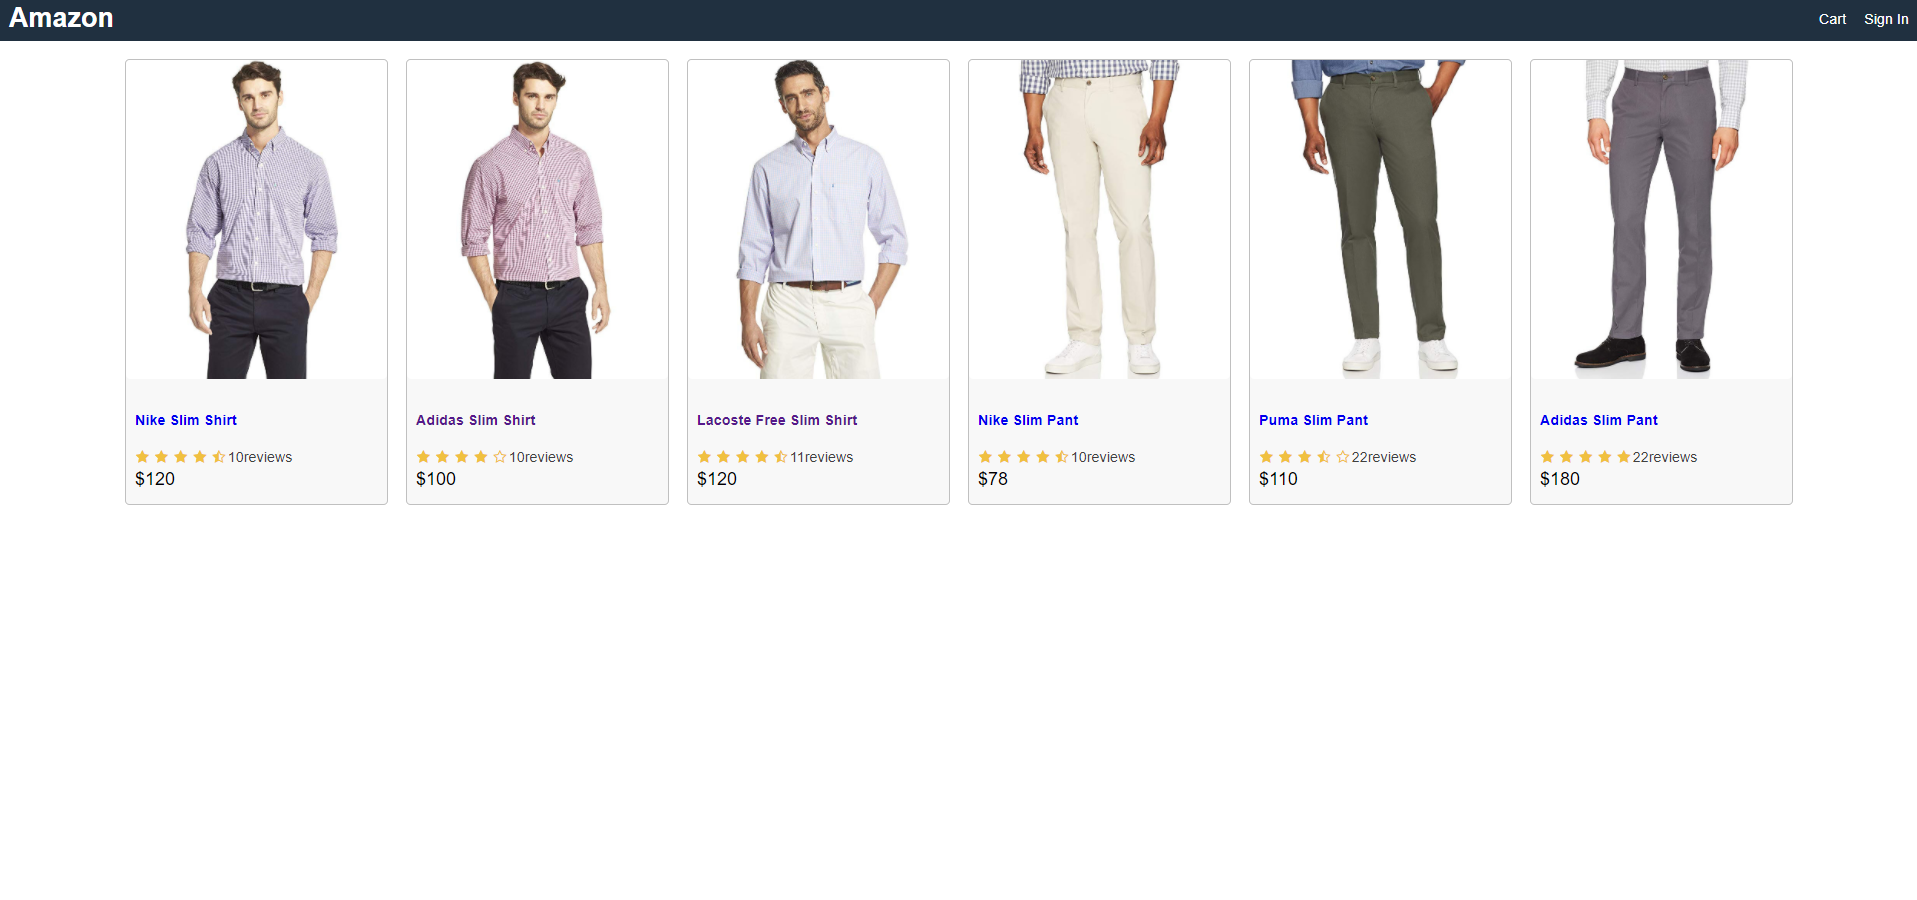 Amazon
Cart Sign In
Nike Slim Shirt
10reviews
$120
Adidas Slim Shirt
10reviews
$100
Lacoste Free Slim Shirt
11reviews
$120
Nike Slim Pant
10reviews
$78
Puma Slim Pant
22reviews
$110
Adidas Slim Pant
22reviews
$180